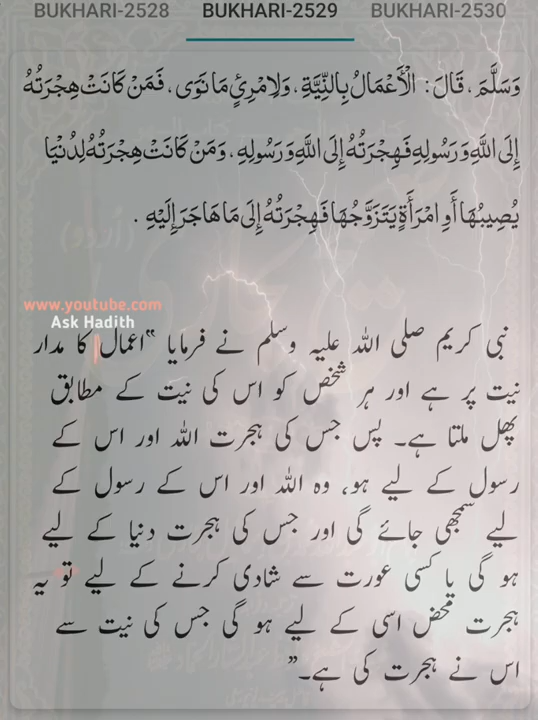 BUKHARI-2528 BUKHARI-2529 BUKHARI-2530
وَسَلَّمَ، قَالَ: الْأَعْمَالُ بِالنِّيَّةِ، وَلِامْرِئٍ مَا نَوَى، فَمَنْ كَانَتْ هِجْرَتُهُ
إِلَى اللَّهِ وَرَسُولِهِ فَهِجْرَتُهُ إِلَى اللَّهِ وَرَسُولِهِ، وَمَنْ كَانَتْ هِجْرَتُهُ لِدُنْيَا
يُصِيبُهَا أَوِ امْرَأَةٍ يَتَزَوَّجُهَا فَهِجْرَتُهُ إِلَى مَا هَاجَرَ إِلَيْهِ .
www.youtube.com
Ask Hadith
نبی کریم صلی اللہ علیہ وسلم نے فرمایا ”اعمال کا مدار
نیت پر ہے اور ہر شخص کو اس کی نیت کے مطابق
پھل ملتا ہے۔ پس جس کی ہجرت اللہ اور اس کے
رسول کے لیے ہو، وہ اللہ اور اس کے رسول کے
لیے سمجھی جائے گی اور جس کی ہجرت دنیا کے لیے
ہو گی یا کسی عورت سے شادی کرنے کے لیے تو یہ
ہجرت محض اسی کے لیے ہو گی جس کی نیت سے
اس نے ہجرت کی ہے۔”